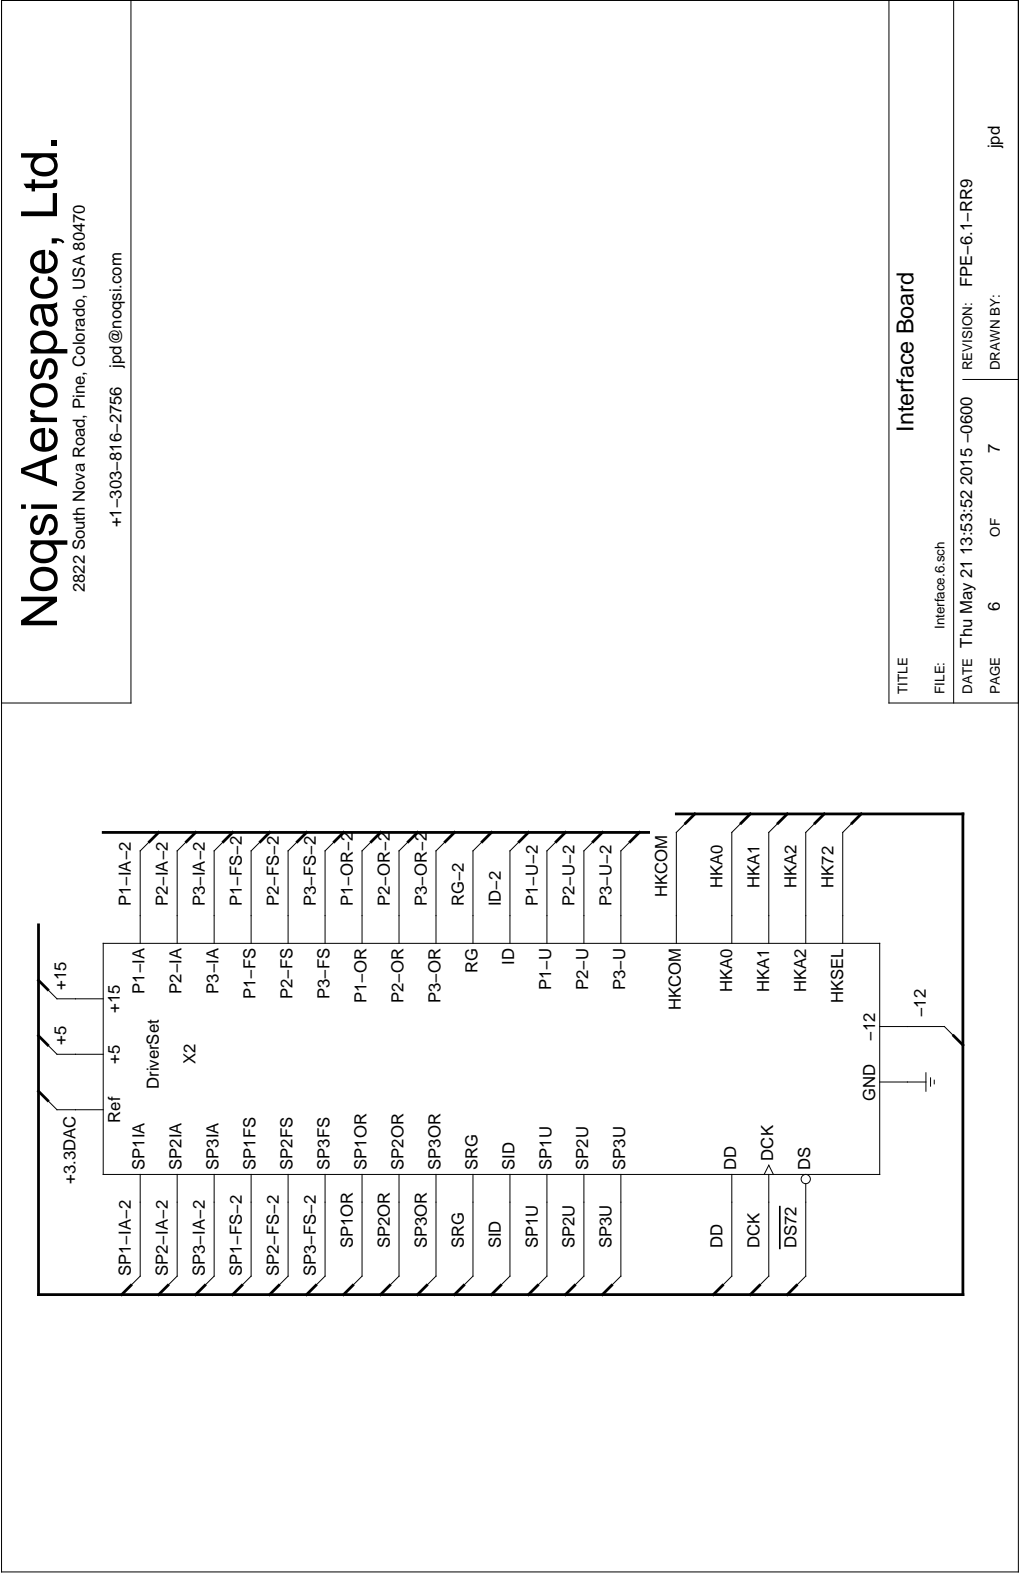 Noqsi Aerospace, Ltd.
2822 South Nova Road, Pine, Colorado, USA 80470
+1−303−816−2756 jpd@noqsi.com
+3.3DAC
+5
+15
Ref
+5
+15
DriverSet
X2
SP1−IA−2
SP1IA
P1−IA
P1−IA−2
SP2−IA−2
SP2IA
P2−IA
P2−IA−2
SP3−IA−2
SP3IA
P3−IA
P3−IA−2
SP1−FS−2
SP1FS
P1−FS
P1−FS−2
SP2−FS−2
SP2FS
P2−FS
P2−FS−2
SP3−FS−2
SP3FS
P3−FS
P3−FS−2
SP1OR
SP1OR
P1−OR
P1−OR−2
SP2OR
SP2OR
P2−OR
P2−OR−2
SP3OR
SP3OR
P3−OR
P3−OR−2
SRG
SRG
RG
RG−2
SID
SID
ID
ID−2
SP1U
SP1U
P1−U
P1−U−2
SP2U
SP2U
P2−U
P2−U−2
SP3U
SP3U
P3−U
P3−U−2
HKCOM
HKCOM
DD
DD
HKA0
HKA0
DCK
DCK
HKA1
HKA1
DS72
DS
HKA2
HKA2
HKSEL
HK72
GND
−12
−12
TITLE
Interface Board
FILE: Interface.6.sch
DATE Thu May 21 13:53:52 2015 −0600
REVISION: FPE−6.1−RR9
PAGE 6 OF 7
DRAWN BY: jpd